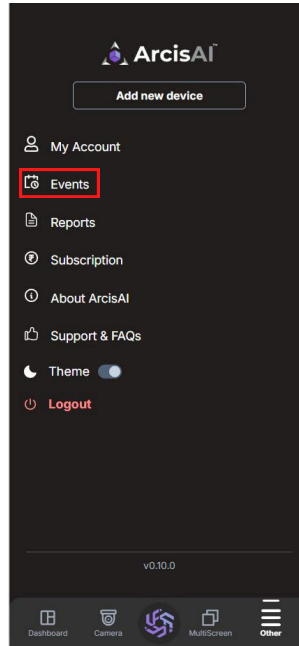 ArcisAI
Add new device
My Account
Events
Reports
Subscription
About ArcisAI
Support & FAQs
Theme
Logout
v0.10.0
Dashboard Camera MultiScreen Other